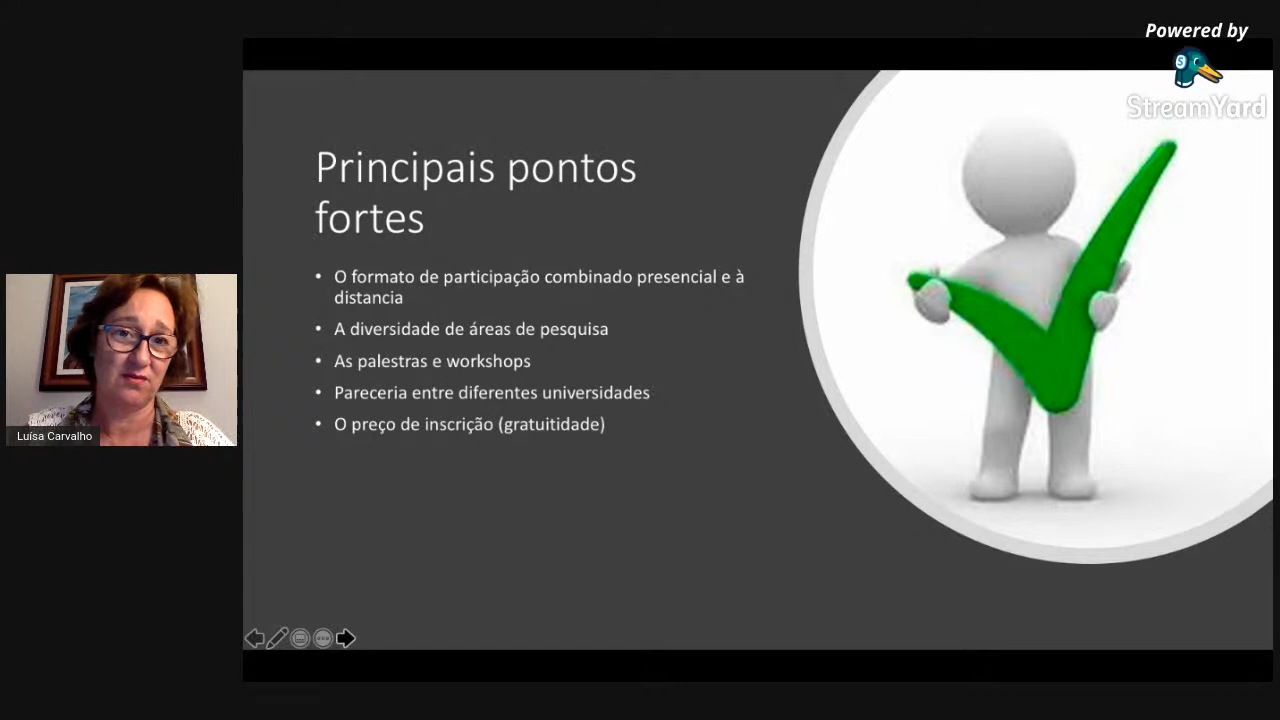 Powered by
StreamYard
Principais pontos
fortes
• O formato de participação combinado presencial e à
distancia
• A diversidade de áreas de pesquisa
• As palestras e workshops
• Pareceria entre diferentes universidades
• O preço de inscrição (gratuitidade)
Luísa Carvalho